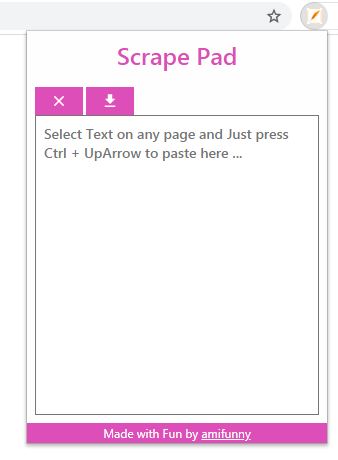 Scrape Pad
Select Text on any page and Just press
Ctrl + UpArrow to paste here ...
Made with Fun by amifunny